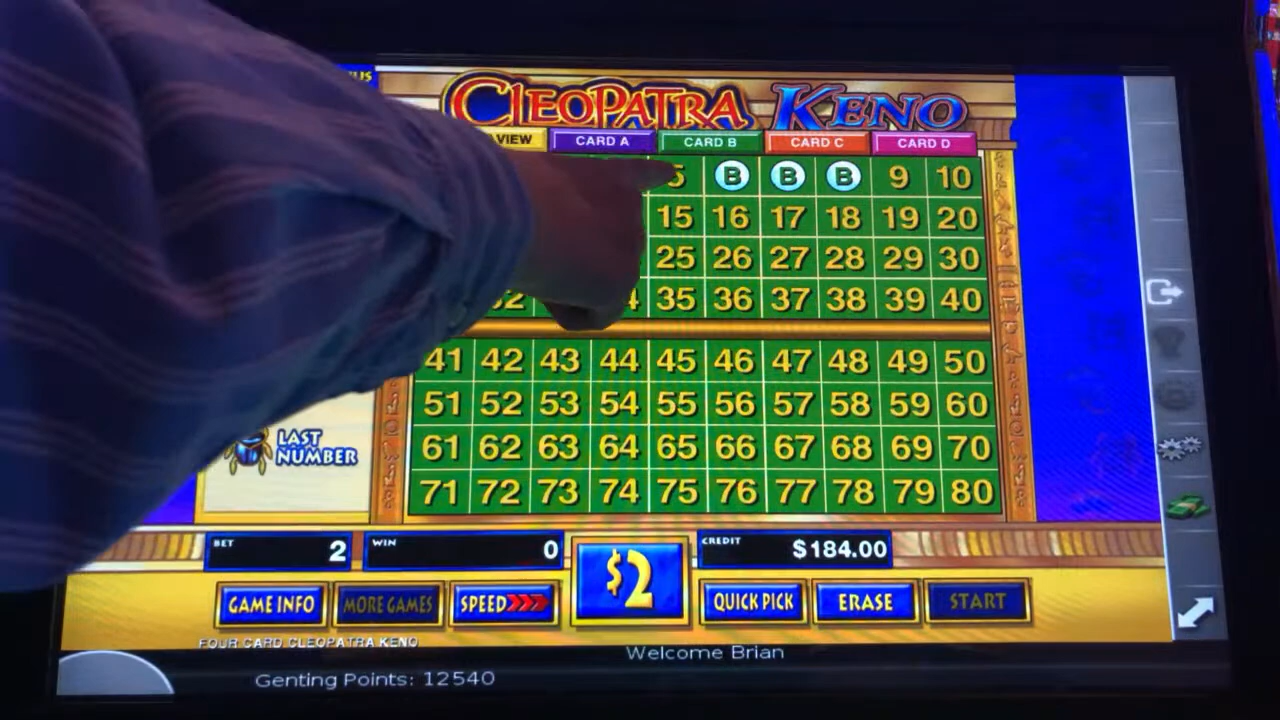 US
CLEOPATRA KENO
VIEW CARD A CARD B CARD C CARD D
5 B B B 9 10
15 16 17 18 19 20
25 26 27 28 29 30
35 36 37 38 39 40
41 42 43 44 45 46 47 48 49 50
51 52 53 54 55 56 57 58 59 60
61 62 63 64 65 66 67 68 69 70
71 72 73 74 75 76 77 78 79 80
LAST
NUMBER
BET 2 WIN 0 $2 CREDIT $184.00
GAME INFO MORE GAMES SPEED QUICK PICK ERASE START
FOUR CARD CLEOPATRA KENO
Welcome Brian
Genting Points: 12540